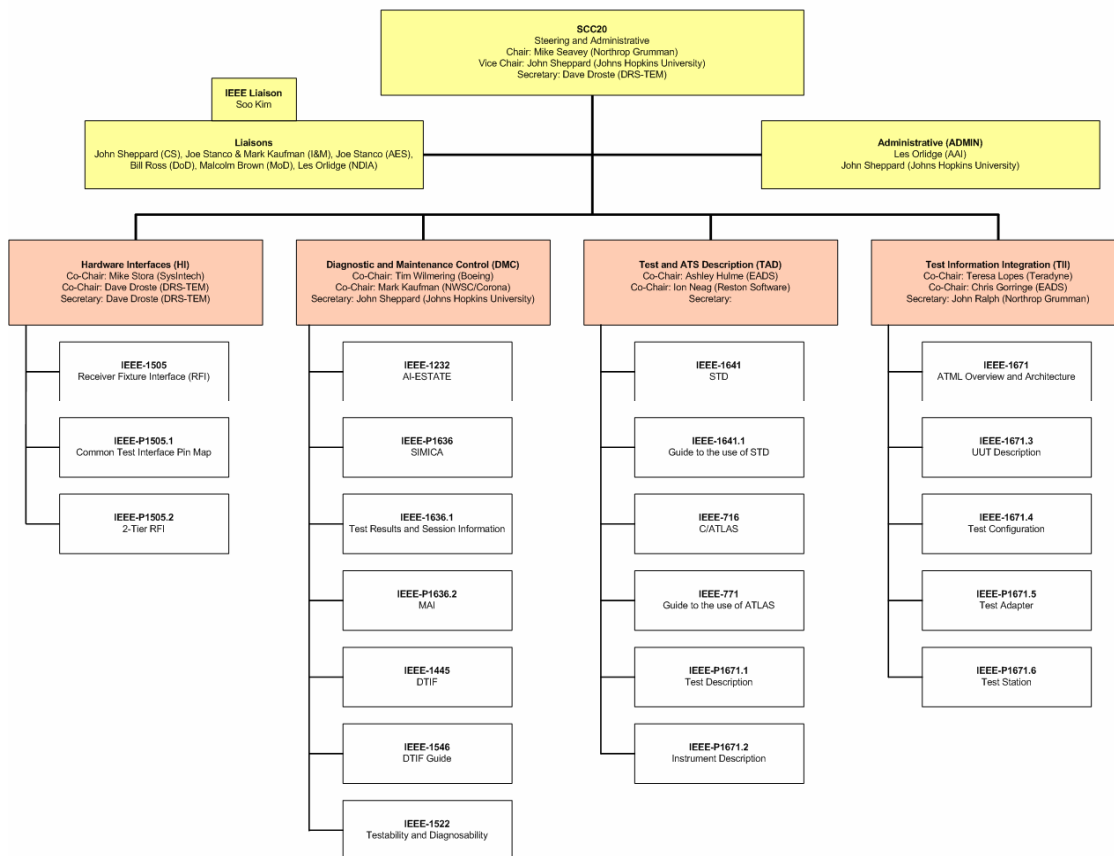 SCC20
Steering and Administrative
Chair: Mike Seavey (Northrop Grumman)
Vice Chair: John Sheppard (Johns Hopkins University)
Secretary: Dave Droste (DRS-TEM)
IEEE Liaison
Soo Kim
Liaisons
John Sheppard (CS), Joe Stanco & Mark Kaufman (I&M), Joe Stanco (AES),
Bill Ross (DoD), Malcolm Brown (MoD), Les Orlidge (NDIA)
Administrative (ADMIN)
Les Orlidge (AAI)
John Sheppard (Johns Hopkins University)
Hardware Interfaces (HI)
Co-Chair: Mike Stora (SysIntech)
Co-Chair: Dave Droste (DRS-TEM)
Secretary: Dave Droste (DRS-TEM)
IEEE-1505
Receiver Fixture Interface (RFI)
IEEE-P1505.1
Common Test Interface Pin Map
IEEE-P1505.2
2-Tier RFI
Diagnostic and Maintenance Control (DMC)
Co-Chair: Tim Wilmering (Boeing)
Co-Chair: Mark Kaufman (NWSC/Corona)
Secretary: John Sheppard (Johns Hopkins University)
IEEE-1232
AI-ESTATE
IEEE-P1636
SIMICA
IEEE-1636.1
Test Results and Session Information
IEEE-P1636.2
MAI
IEEE-1445
DTIF
IEEE-1546
DTIF Guide
IEEE-1522
Testability and Diagnosability
Test and ATS Description (TAD)
Co-Chair: Ashley Hulme (EADS)
Co-Chair: Ion Neag (Reston Software)
Secretary:
IEEE-1641
STD
IEEE-1641.1
Guide to the use of STD
IEEE-716
C/ATLAS
IEEE-771
Guide to the use of ATLAS
IEEE-P1671.1
Test Description
IEEE-P1671.2
Instrument Description
Test Information Integration (TII)
Co-Chair: Teresa Lopes (Teradyne)
Co-Chair: Chris Gorringe (EADS)
Secretary: John Ralph (Northrop Grumman)
IEEE-1671
ATML Overview and Architecture
IEEE-1671.3
UUT Description
IEEE-1671.4
Test Configuration
IEEE-P1671.5
Test Adapter
IEEE-P1671.6
Test Station